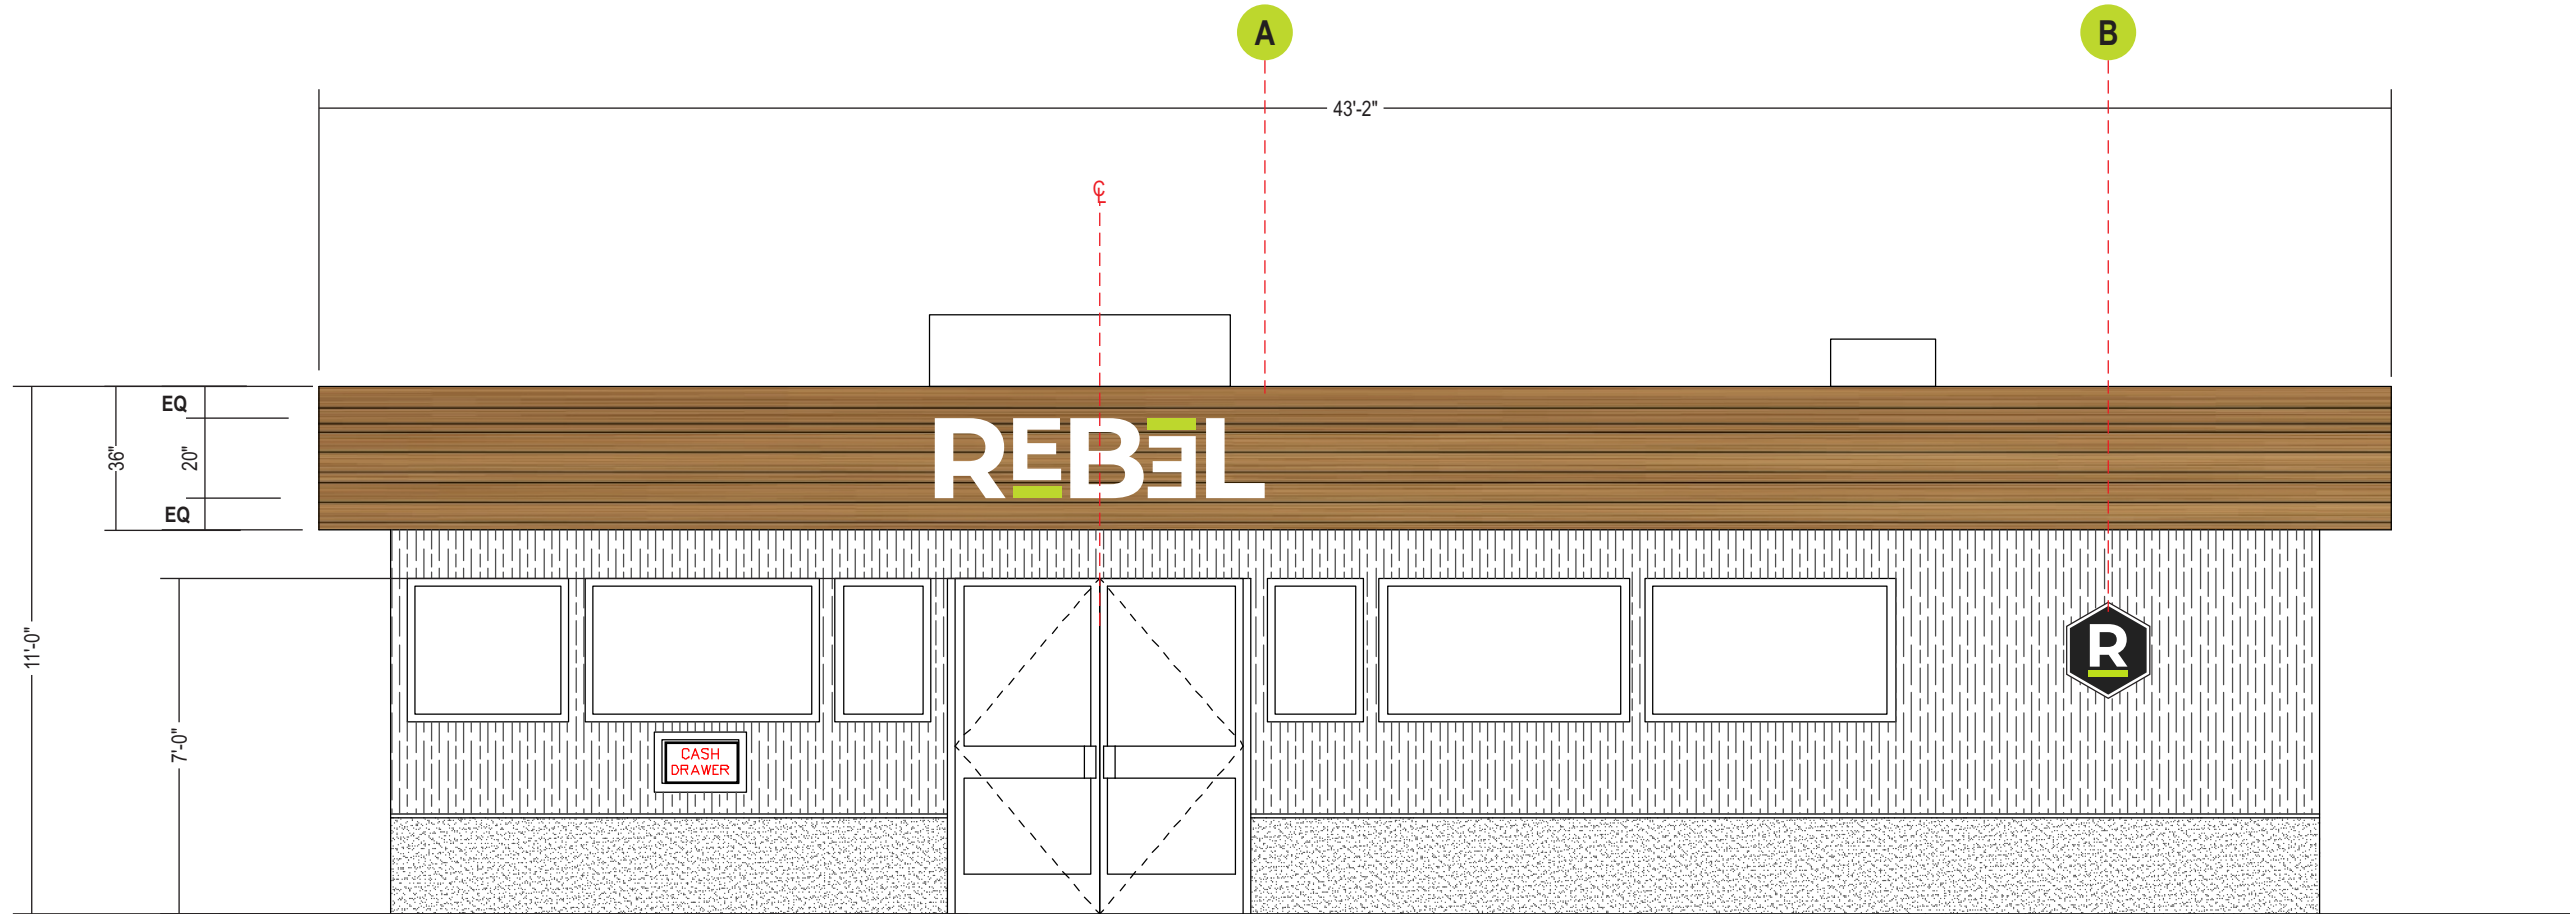 A
B
43'-2"
℄
EQ
36"
20"
EQ
REBEL
11'-0"
7'-0"
R
CASH
DRAWER